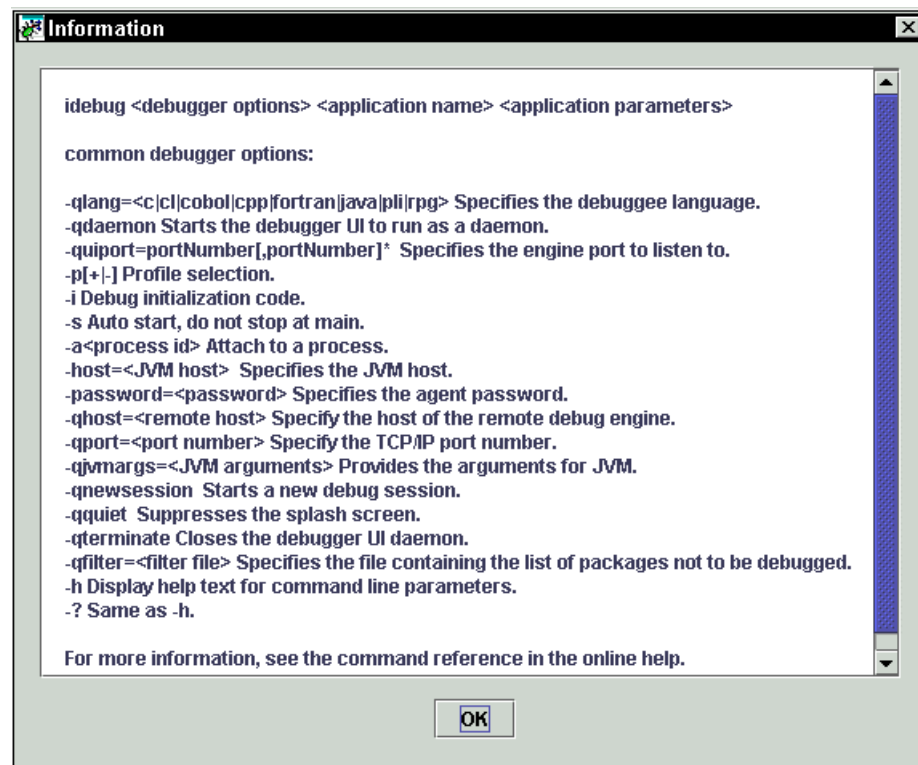 Information
idebug <debugger options> <application name> <application parameters>
common debugger options:
-qlang=<c|cl|cobol|cpp|fortran|java|pli|rpg> Specifies the debuggee language.
-qdaemon Starts the debugger UI to run as a daemon.
-quiport=portNumber[,portNumber]* Specifies the engine port to listen to.
-p[+|-] Profile selection.
-i Debug initialization code.
-s Auto start, do not stop at main.
-a<process id> Attach to a process.
-host=<JVM host> Specifies the JVM host.
-password=<password> Specifies the agent password.
-qhost=<remote host> Specify the host of the remote debug engine.
-qport=<port number> Specify the TCP/IP port number.
-qjvmargs=<JVM arguments> Provides the arguments for JVM.
-qnewsession Starts a new debug session.
-qquiet Suppresses the splash screen.
-qterminate Closes the debugger UI daemon.
-qfilter=<filter file> Specifies the file containing the list of packages not to be debugged.
-h Display help text for command line parameters.
-? Same as -h.
For more information, see the command reference in the online help.
OK